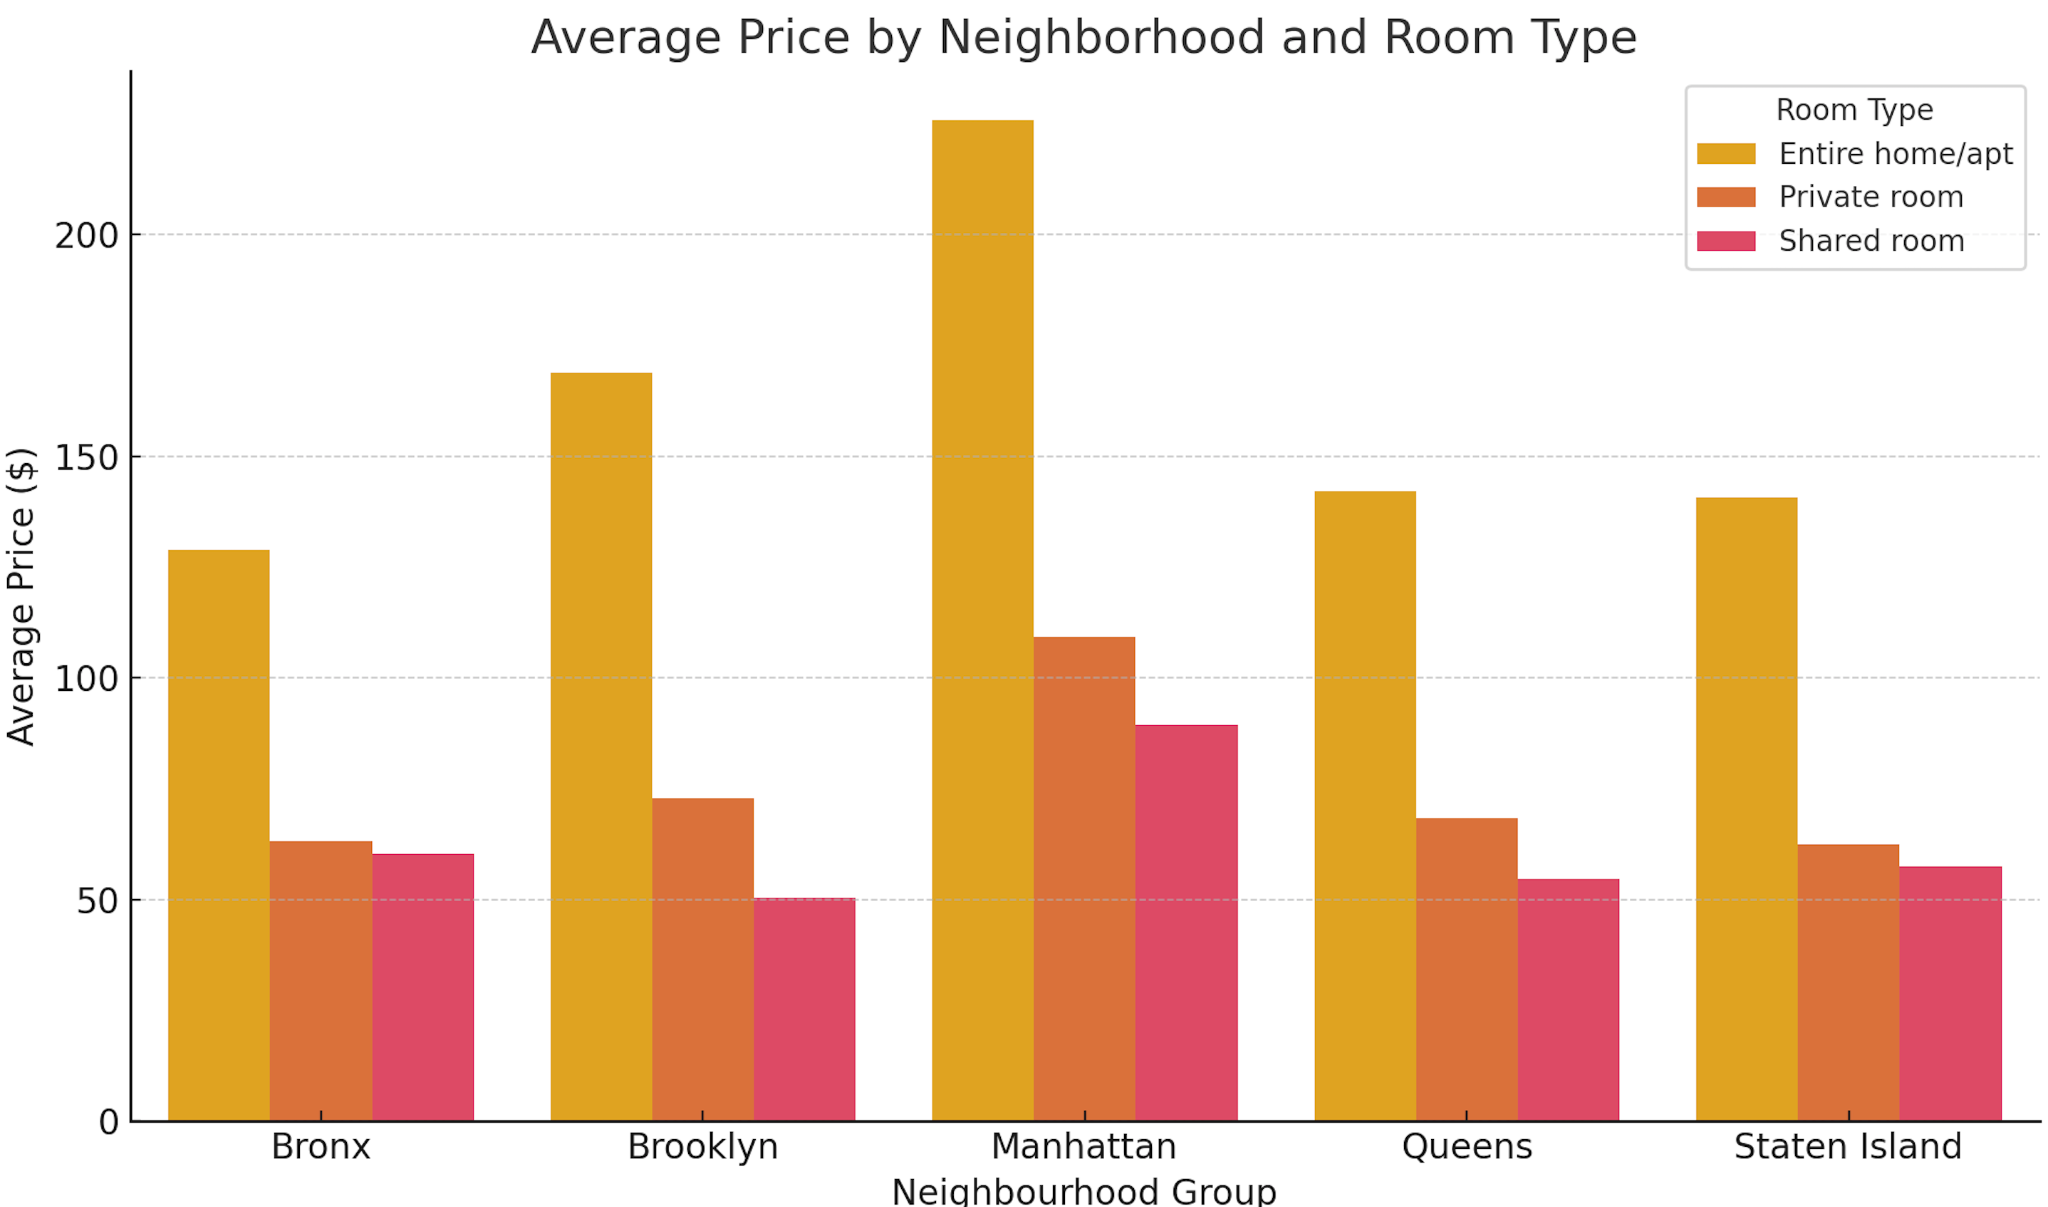 Average Price by Neighborhood and Room Type
Room Type
Entire home/apt
Private room
Shared room
Average Price ($)
200
150
100
50
0
Bronx
Brooklyn
Manhattan
Queens
Staten Island
Neighbourhood Group